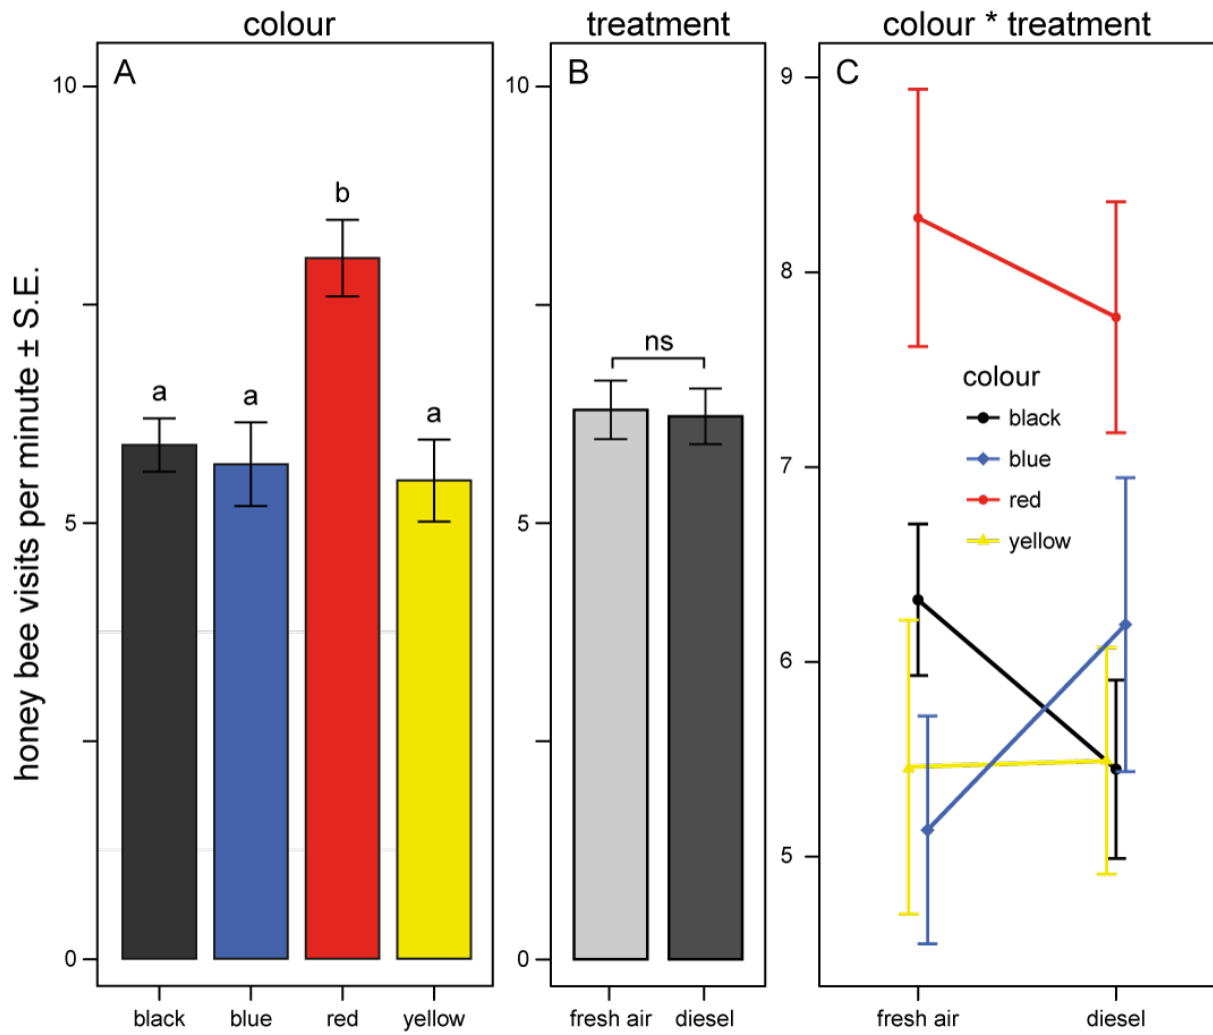 colour
treatment
colour * treatment
honey bee visits per minute ± S.E.
A
10
5
0
a
a
b
a
black
blue
red
yellow
B
10
5
0
ns
fresh air
diesel
C
9
8
7
6
5
colour
black
blue
red
yellow
fresh air
diesel